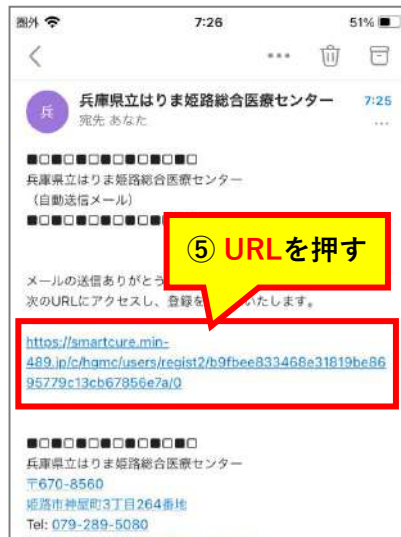 圏外 7:26 51%
兵 兵庫県立はりま姫路総合医療センター 7:25
宛先 あなた
■□■□■□■□■□■□■□
兵庫県立はりま姫路総合医療センター
（自動送信メール）
■□■□■□■□■□■
⑤ URLを押す
メールの送信ありがとう
次のURLにアクセスし、登録を いたします。
https://smartcure.min-
489.jp/c/hgmc/users/regist2/b9fbee833468e31819be86
95779c13cb67856e7a/0
■□■□■□■□■□■□■□
兵庫県立はりま姫路総合医療センター
〒670-8560
姫路市神屋町3丁目264番地
Tel: 079-289-5080